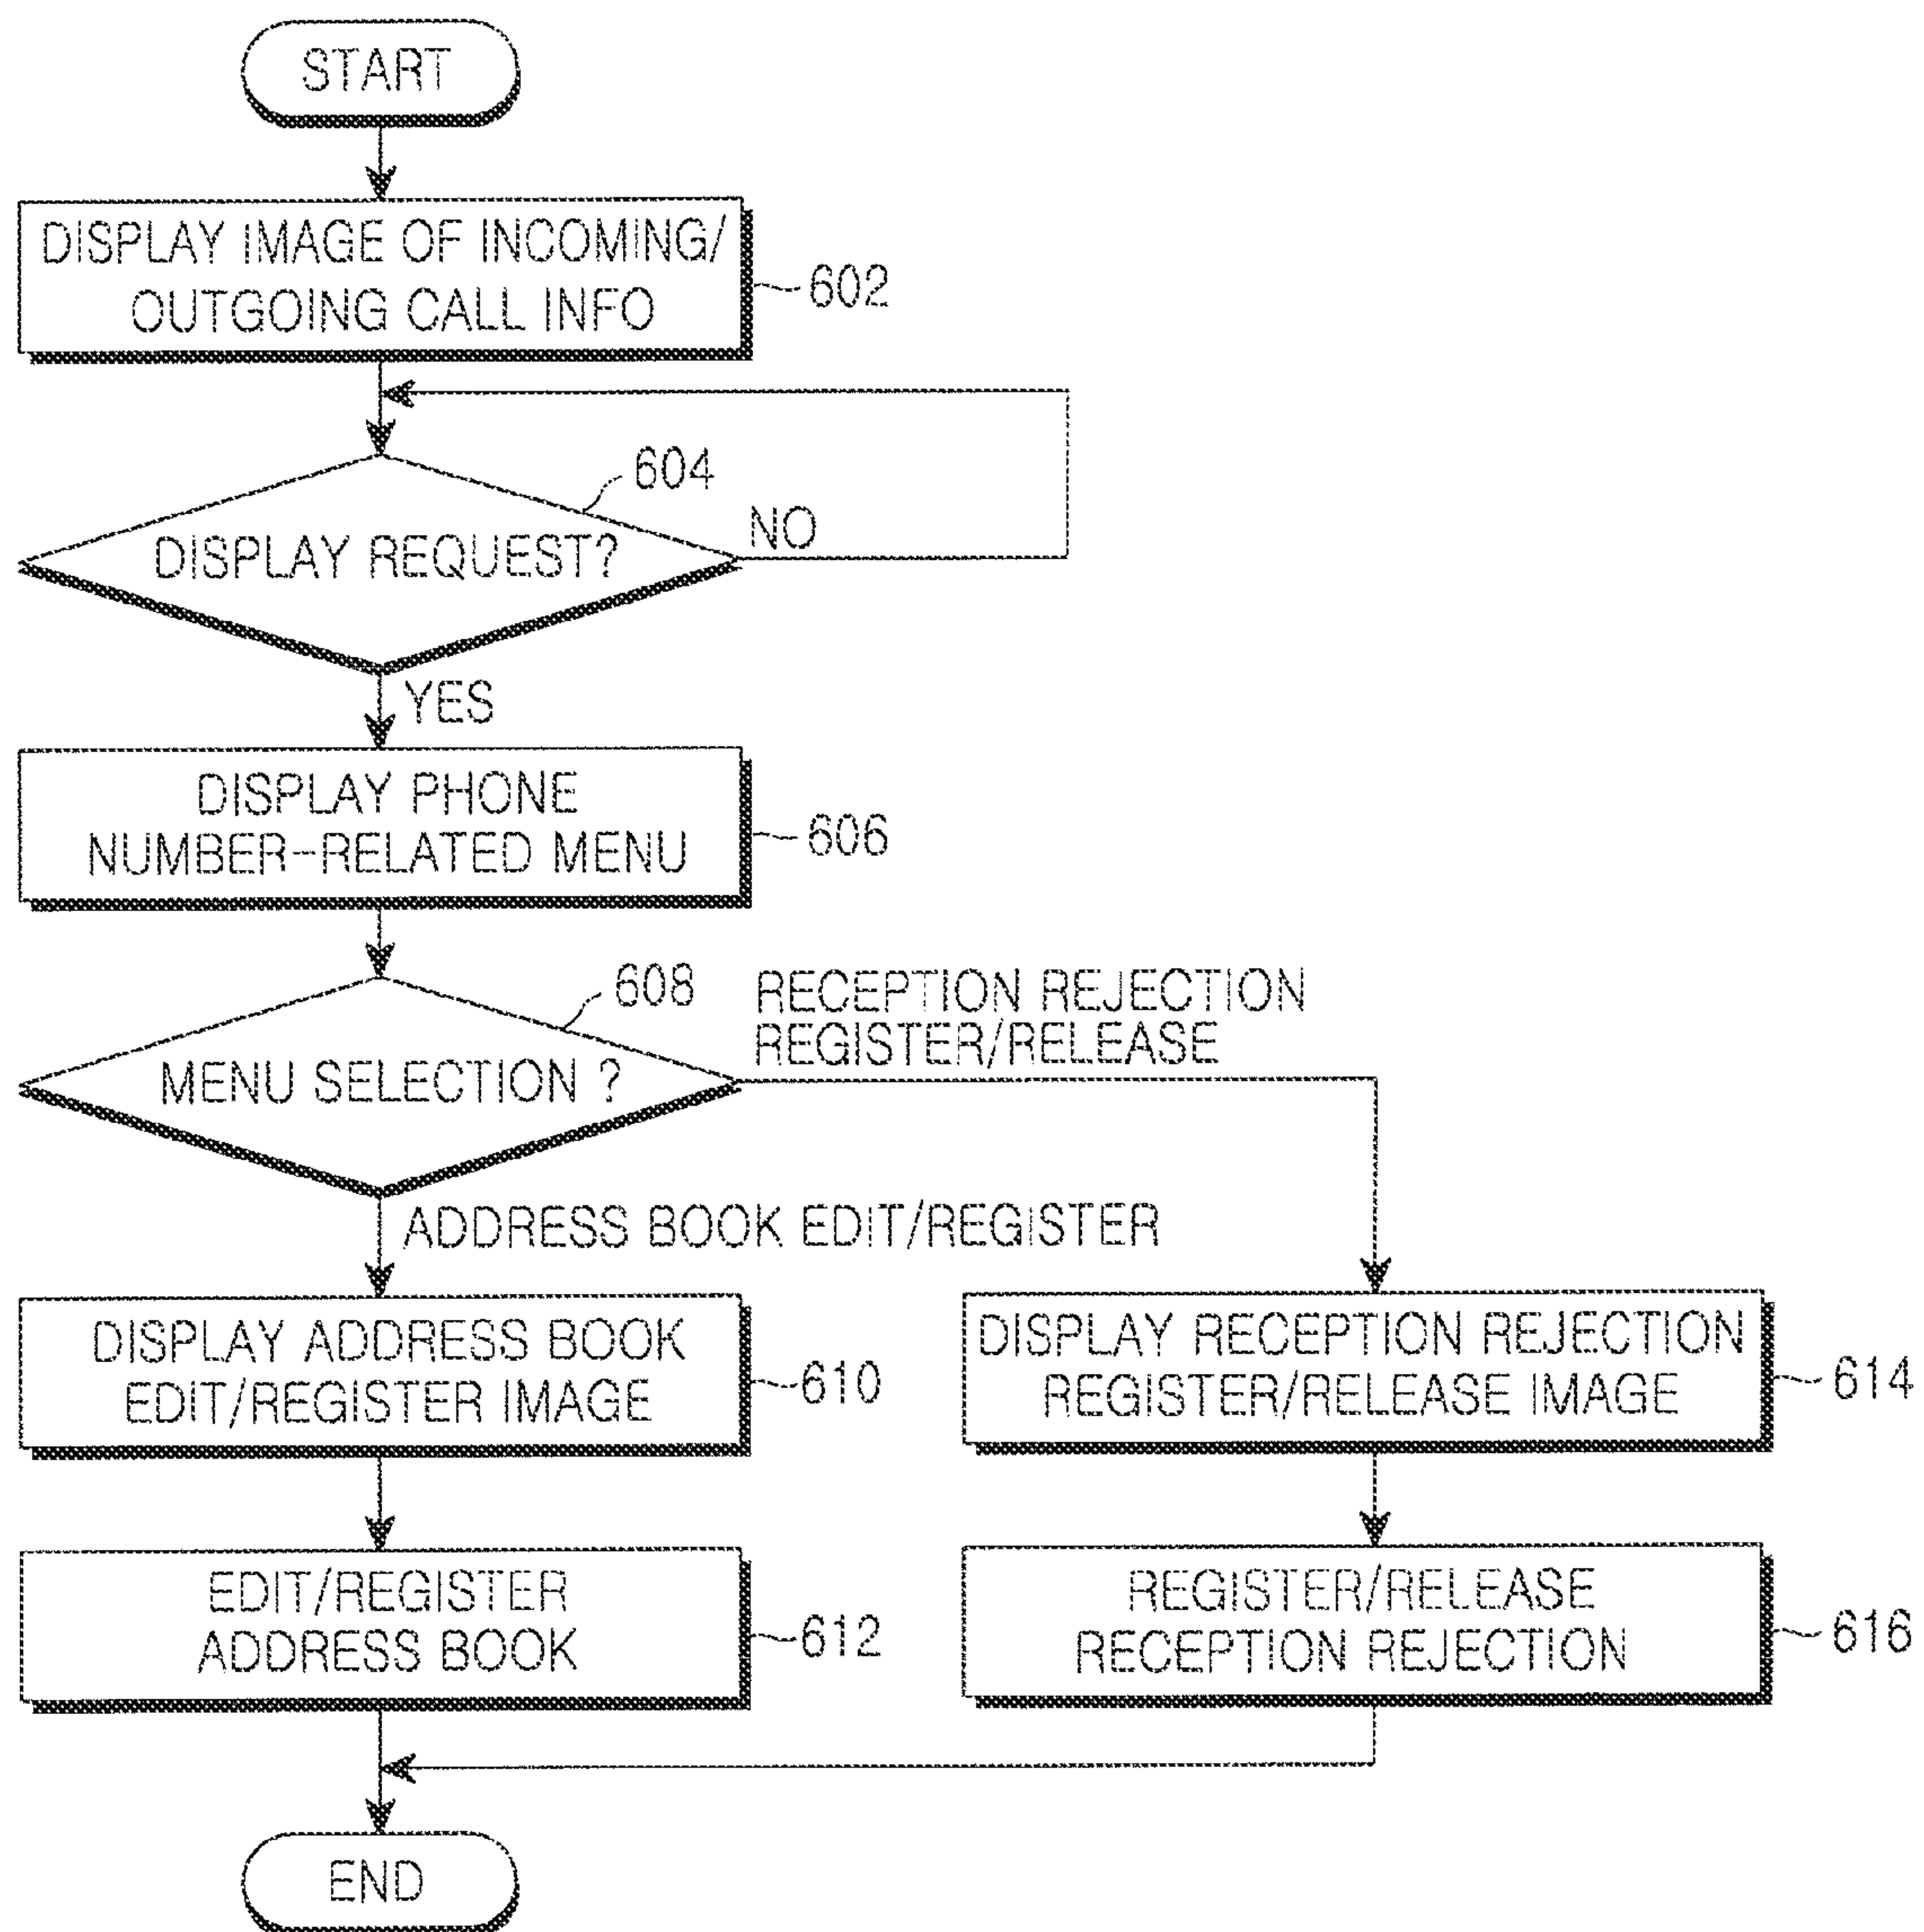 START
DISPLAY IMAGE OF INCOMING/
OUTGOING CALL INFO
602
604
DISPLAY REQUEST?
NO
YES
DISPLAY PHONE
NUMBER-RELATED MENU
606
608
MENU SELECTION ?
RECEPTION REJECTION
REGISTER/RELEASE
ADDRESS BOOK EDIT/REGISTER
DISPLAY ADDRESS BOOK
EDIT/REGISTER IMAGE
610
DISPLAY RECEPTION REJECTION
REGISTER/RELEASE IMAGE
614
EDIT/REGISTER
ADDRESS BOOK
612
REGISTER/RELEASE
RECEPTION REJECTION
616
END